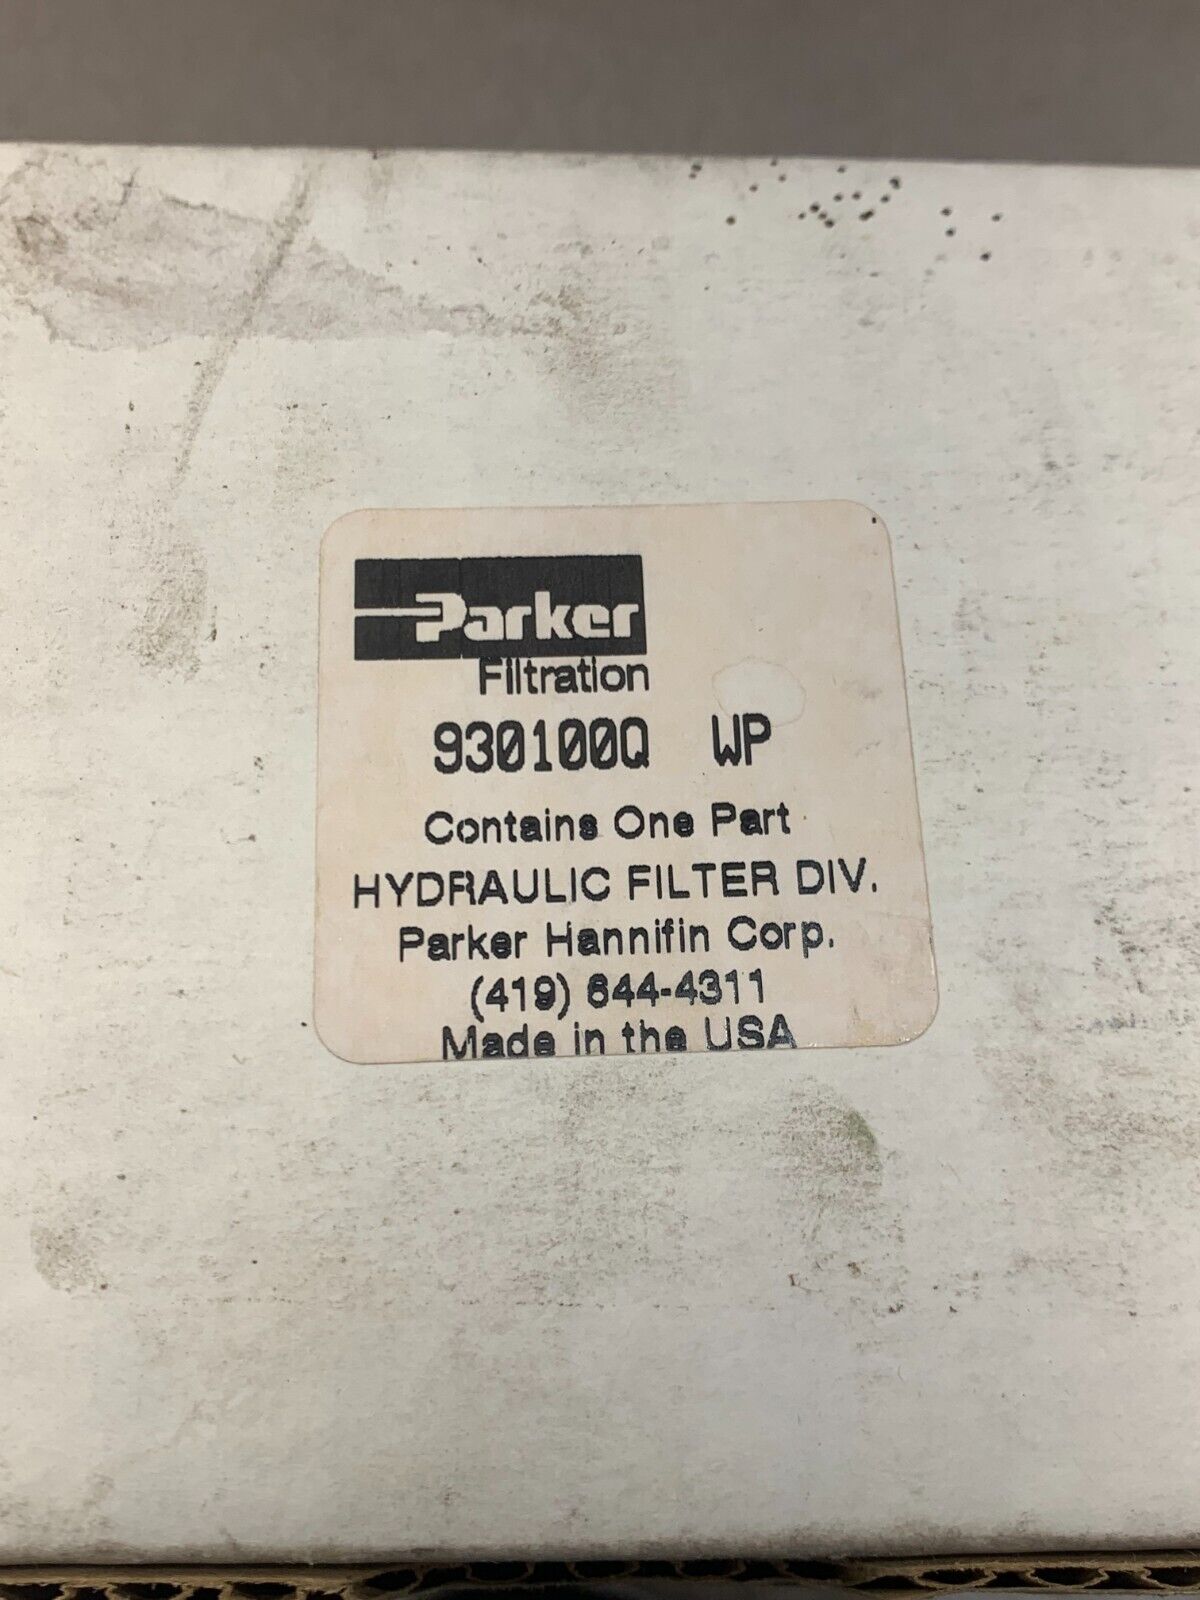 Parker
Filtration
930100Q WP
Contains One Part
HYDRAULIC FILTER DIV.
Parker Hannifin Corp.
(419) 644-4311
Made in the USA